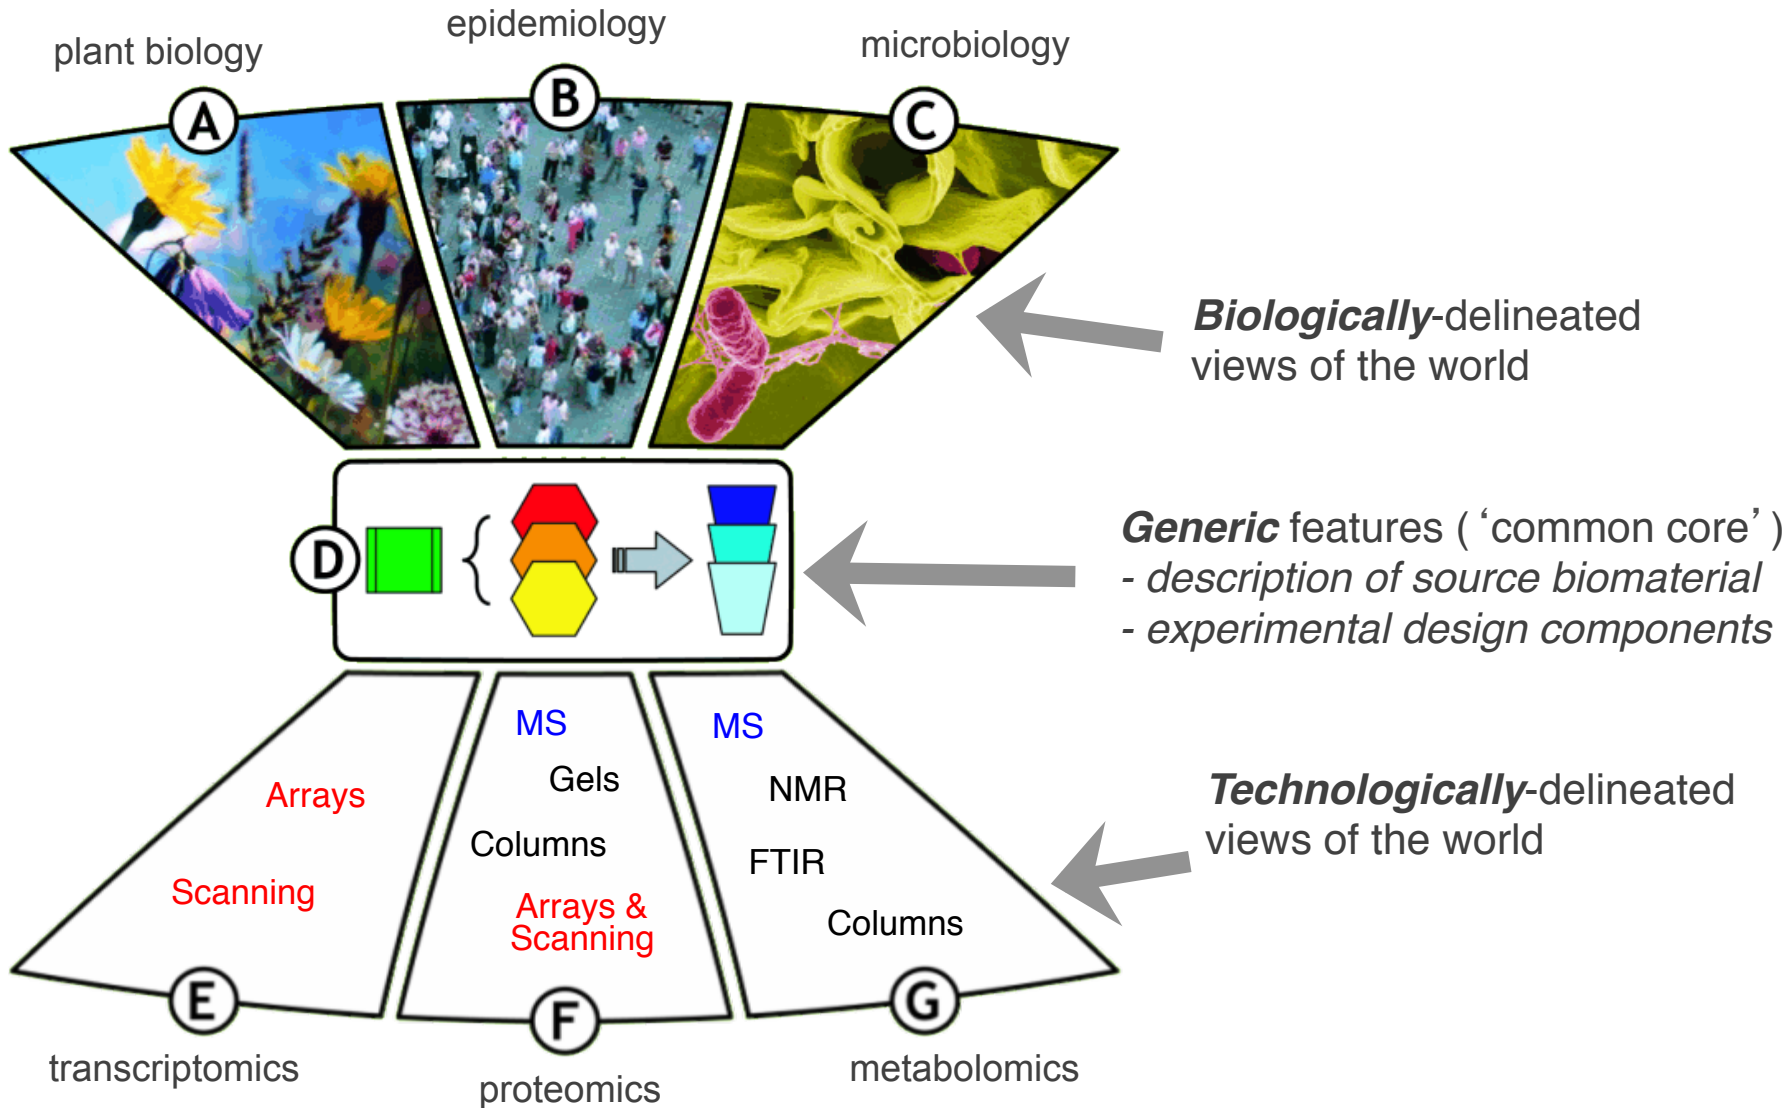 plant biology
epidemiology
microbiology
A
B
C
Biologically-delineated
views of the world
D
Generic features ( ‘common core’ )
- description of source biomaterial
- experimental design components
MS
Gels
Columns
Arrays &
Scanning
Arrays
Scanning
MS
NMR
FTIR
Columns
Technologically-delineated
views of the world
E
F
G
transcriptomics
proteomics
metabolomics